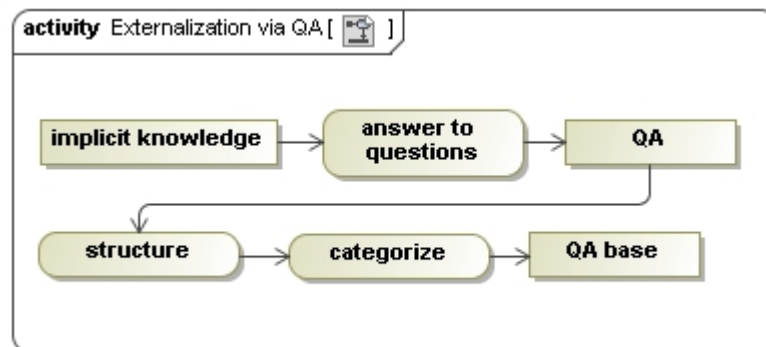 activity Externalization via QA [ ]
implicit knowledge
answer to
questions
QA
structure
categorize
QA base